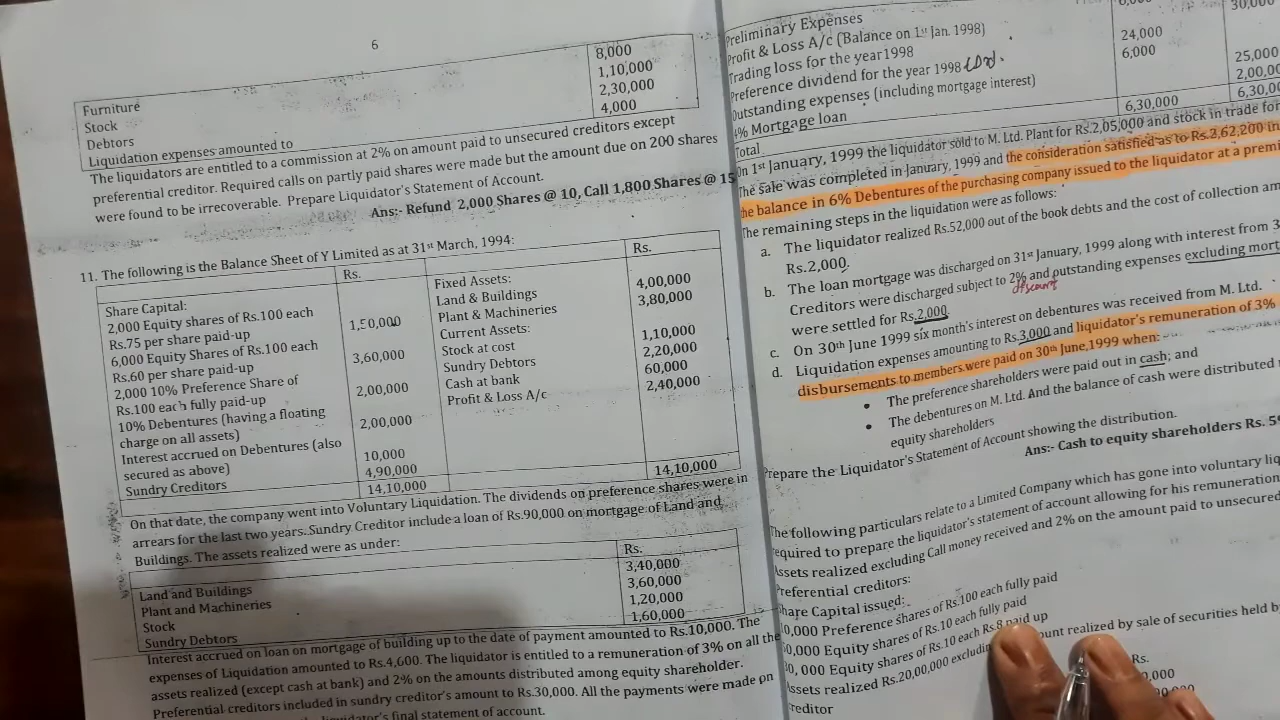 6
Furniture 8,000
Stock 1,10,000
Debtors 2,30,000
Liquidation expenses amounted to 4,000
The liquidators are entitled to a commission at 2% on amount paid to unsecured creditors except
preferential creditor. Required calls on partly paid shares were made but the amount due on 200 shares
were found to be irrecoverable. Prepare Liquidator's Statement of Account.
Ans:- Refund 2,000 Shares @ 10, Call 1,800 Shares @ 15
11. The following is the Balance Sheet of Y Limited as at 31st March, 1994:
Rs. Rs.
Share Capital: Fixed Assets:
2,000 Equity shares of Rs.100 each Land & Buildings 4,00,000
Rs.75 per share paid-up 1,50,000 Plant & Machineries 3,80,000
6,000 Equity Shares of Rs.100 each Current Assets:
Rs.60 per share paid-up 3,60,000 Stock at cost 1,10,000
2,000 10% Preference Share of Sundry Debtors 2,20,000
Rs.100 each fully paid-up 2,00,000 Cash at bank 60,000
10% Debentures (having a floating Profit & Loss A/c 2,40,000
charge on all assets) 2,00,000
Interest accrued on Debentures (also
secured as above) 10,000
Sundry Creditors 4,90,000
14,10,000 14,10,000
On that date, the company went into Voluntary Liquidation. The dividends on preference shares were in
arrears for the last two years. Sundry Creditor include a loan of Rs.90,000 on mortgage of Land and
Buildings. The assets realized were as under:
Rs.
Land and Buildings 3,40,000
Plant and Machineries 3,60,000
Stock 1,20,000
Sundry Debtors 1,60,000
Interest accrued on loan on mortgage of building up to the date of payment amounted to Rs.10,000. The
expenses of Liquidation amounted to Rs.4,600. The liquidator is entitled to a remuneration of 3% on all the
assets realized (except cash at bank) and 2% on the amounts distributed among equity shareholder.
Preferential creditors included in sundry creditor's amount to Rs.30,000. All the payments were made on
final statement of account.
Preliminary Expenses
Profit & Loss A/c (Balance on 1st Jan. 1998) 24,000
Trading loss for the year1998 6,000
Preference dividend for the year 1998
Outstanding expenses (including mortgage interest) 25,000
Mortgage loan
Total 6,30,000
On 1st January, 1999 the liquidator sold to M. Ltd. Plant for Rs.2,05,000 and stock in trade for
The sale was completed in January, 1999 and the consideration satisfied as to Rs.3,62,200 in
the balance in 6% Debentures of the purchasing company issued to the liquidator at a
The remaining steps in the liquidation were as follows:
a. The liquidator realized Rs.52,000 out of the book debts and the cost of collection
Rs.2,000.
b. The loan mortgage was discharged on 31st January, 1999 along with interest from
Creditors were discharged subject to 2% and outstanding expenses excluding
discount
were settled for Rs.2,000
c. On 30th June 1999 six month's interest on debentures was received from M. Ltd.
d. Liquidation expenses amounting to Rs.3,000 and liquidator's remuneration of 3%
disbursements to members were paid on 30th June,1999 when:-
• The preference shareholders were paid out in cash; and
• The debentures on M. Ltd. And the balance of cash were distributed
equity shareholders
Prepare the Liquidator's Statement of Account showing the distribution.
Ans:- Cash to equity shareholders Rs.
The following particulars relate to a Limited Company which has gone into voluntary
required to prepare the liquidator's statement of account allowing for his remuneration
Assets realized excluding Call money received and 2% on the amount paid to unsecured
Preferential creditors:
Share Capital issued:-
Preference Shares of Rs.100 each fully paid
Equity shares of Rs.10 each fully paid
Equity shares of Rs.10 each Rs.8 paid up
Assets realized Rs.20,00,000 realized by sale of securities held
Rs.